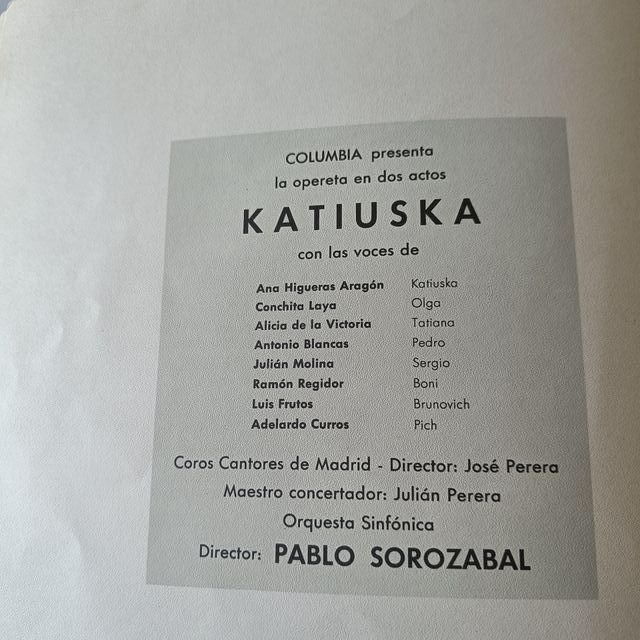 COLUMBIA presenta
la opereta en dos actos
KATIUSKA
con las voces de
Ana Higueras Aragón Katiuska
Conchita Laya Olga
Alicia de la Victoria Tatiana
Antonio Blancas Pedro
Julián Molina Sergio
Ramón Regidor Boni
Luis Frutos Brunovich
Adelardo Curros Pich
Coros Cantores de Madrid - Director: José Perera
Maestro concertador: Julián Perera
Orquesta Sinfónica
Director: PABLO SOROZABAL